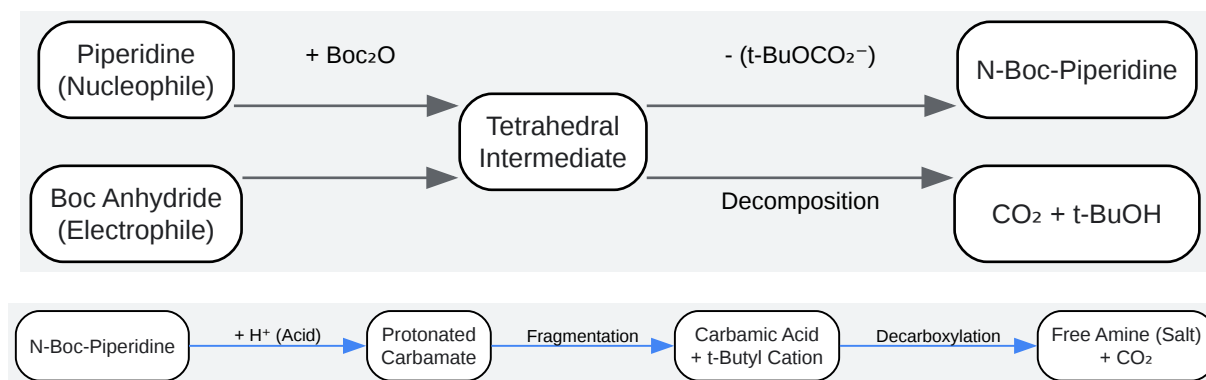 Piperidine
(Nucleophile)
+ Boc₂O
- (t-BuOCO₂⁻)
N-Boc-Piperidine
Tetrahedral
Intermediate
Boc Anhydride
(Electrophile)
Decomposition
CO₂ + t-BuOH
N-Boc-Piperidine
+ H⁺ (Acid)
Protonated
Carbamate
Fragmentation
Carbamic Acid
+ t-Butyl Cation
Decarboxylation
Free Amine (Salt)
+ CO₂